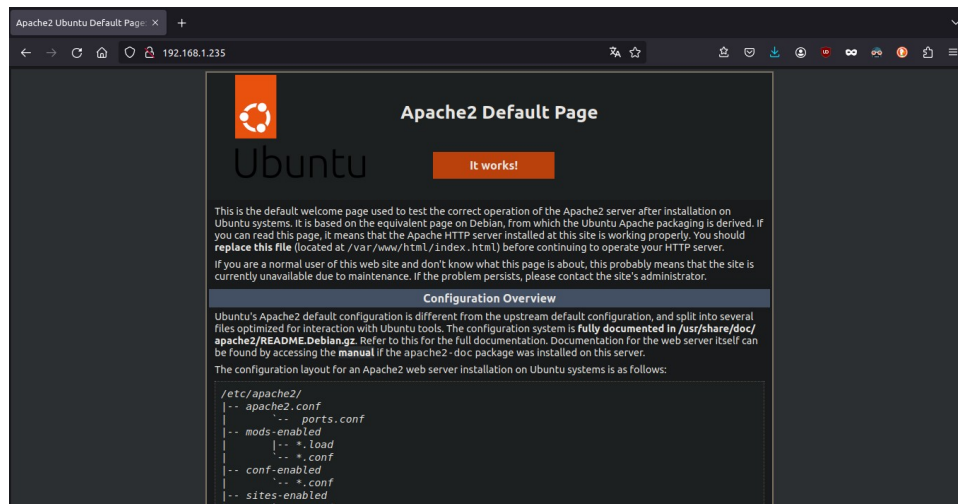 Apache2 Ubuntu Default Page:
192.168.1.235
Apache2 Default Page
Ubuntu
It works!
This is the default welcome page used to test the correct operation of the Apache2 server after installation on
Ubuntu systems. It is based on the equivalent page on Debian, from which the Ubuntu Apache packaging is derived. If
you can read this page, it means that the Apache HTTP server installed at this site is working properly. You should
replace this file (located at /var/www/html/index.html) before continuing to operate your HTTP server.
If you are a normal user of this web site and don't know what this page is about, this probably means that the site is
currently unavailable due to maintenance. If the problem persists, please contact the site's administrator.
Configuration Overview
Ubuntu's Apache2 default configuration is different from the upstream default configuration, and split into several
files optimized for interaction with Ubuntu tools. The configuration system is fully documented in /usr/share/doc/
apache2/README.Debian.gz. Refer to this for the full documentation. Documentation for the web server itself can
be found by accessing the manual if the apache2-doc package was installed on this server.
The configuration layout for an Apache2 web server installation on Ubuntu systems is as follows:
/etc/apache2/
|-- apache2.conf
|       `--  ports.conf
|-- mods-enabled
|       |-- *.load
|       `-- *.conf
|-- conf-enabled
|       `-- *.conf
|-- sites-enabled